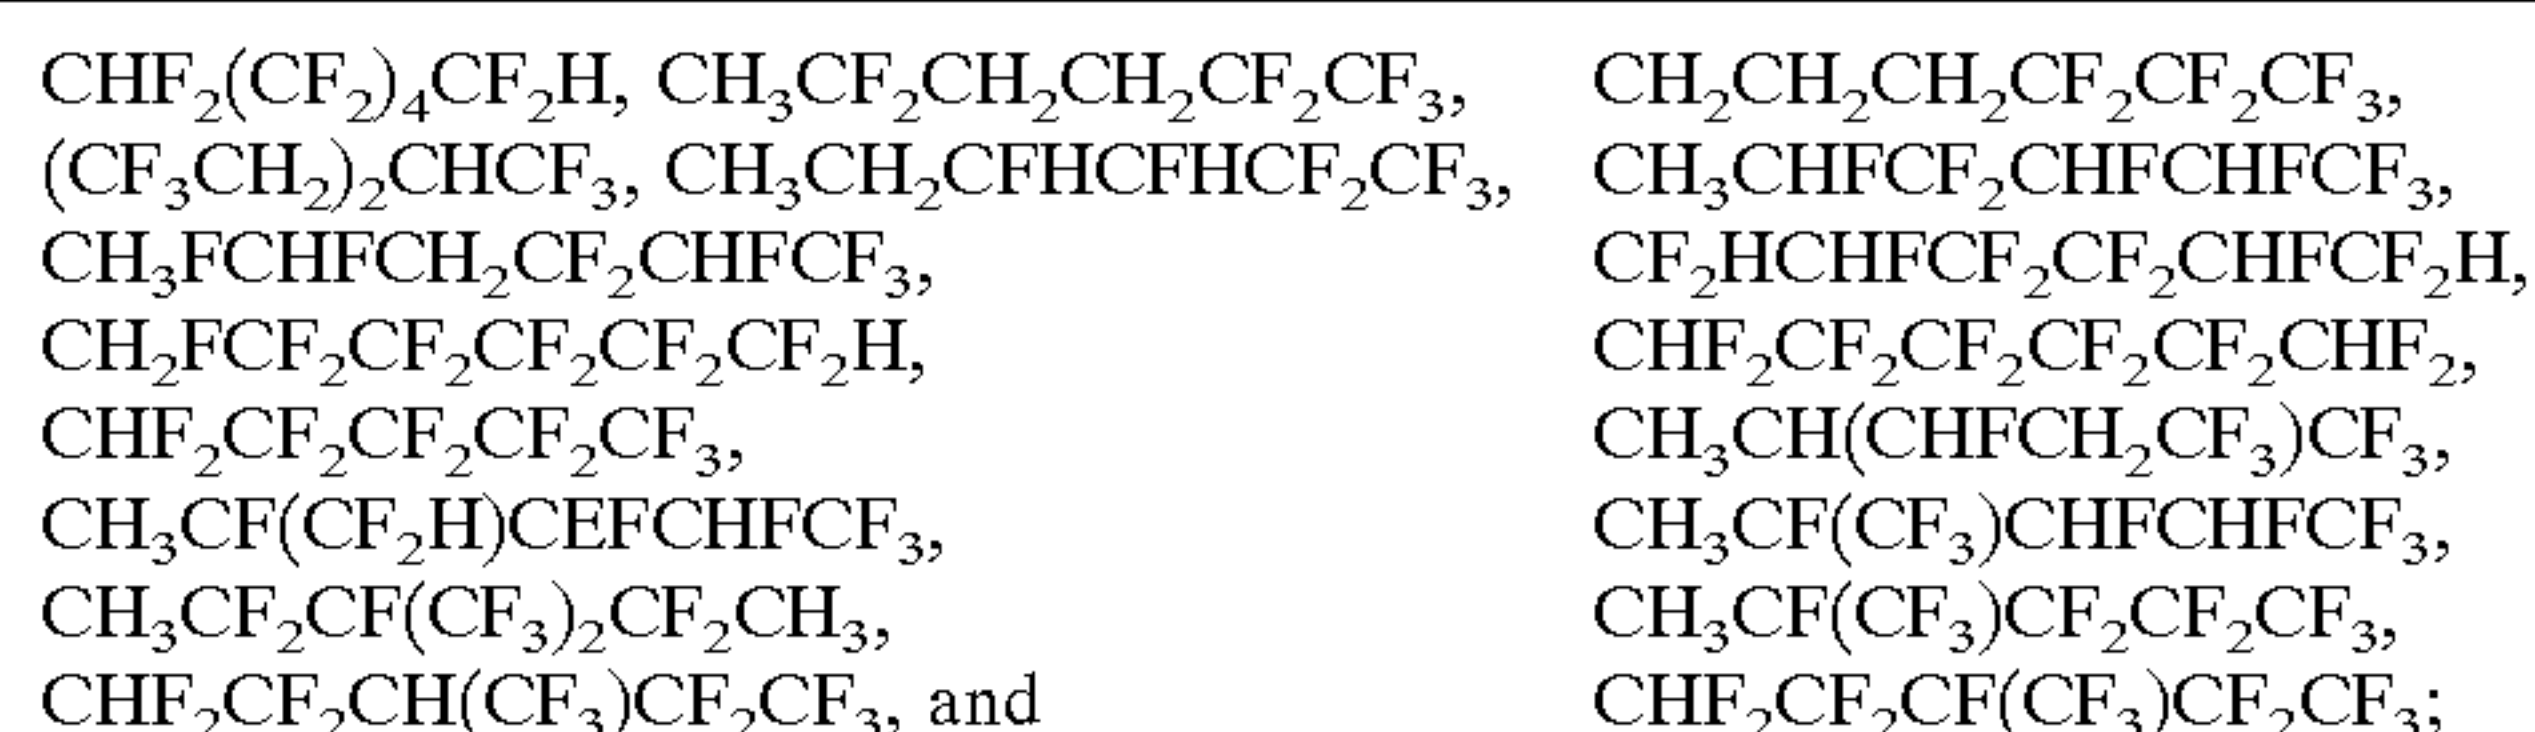 CHF₂(CF₂)₄CF₂H, CH₃CF₂CH₂CH₂CF₂CF₃, CH₂CH₂CH₂CF₂CF₂CF₃,
(CF₃CH₂)₂CHCF₃, CH₃CH₂CFHCFHCF₂CF₃, CH₃CHFCF₂CHFCHFCF₃,
CH₃FCHFCH₂CF₂CHFCF₃, CF₂HCHFCF₂CF₂CHFCF₂H,
CH₂FCF₂CF₂CF₂CF₂CF₂H, CHF₂CF₂CF₂CF₂CF₂CHF₂,
CHF₂CF₂CF₂CF₂CF₃, CH₃CH(CHFCH₂CF₃)CF₃,
CH₃CF(CF₂H)CEFCHFCF₃, CH₃CF(CF₃)CHFCHFCF₃,
CH₃CF₂CF(CF₃)₂CF₂CH₃, CH₃CF(CF₃)CF₂CF₂CF₃,
CHF₂CF₂CH(CF₃)CF₂CF₃, and CHF₂CF₂CF(CF₃)CF₂CF₃;